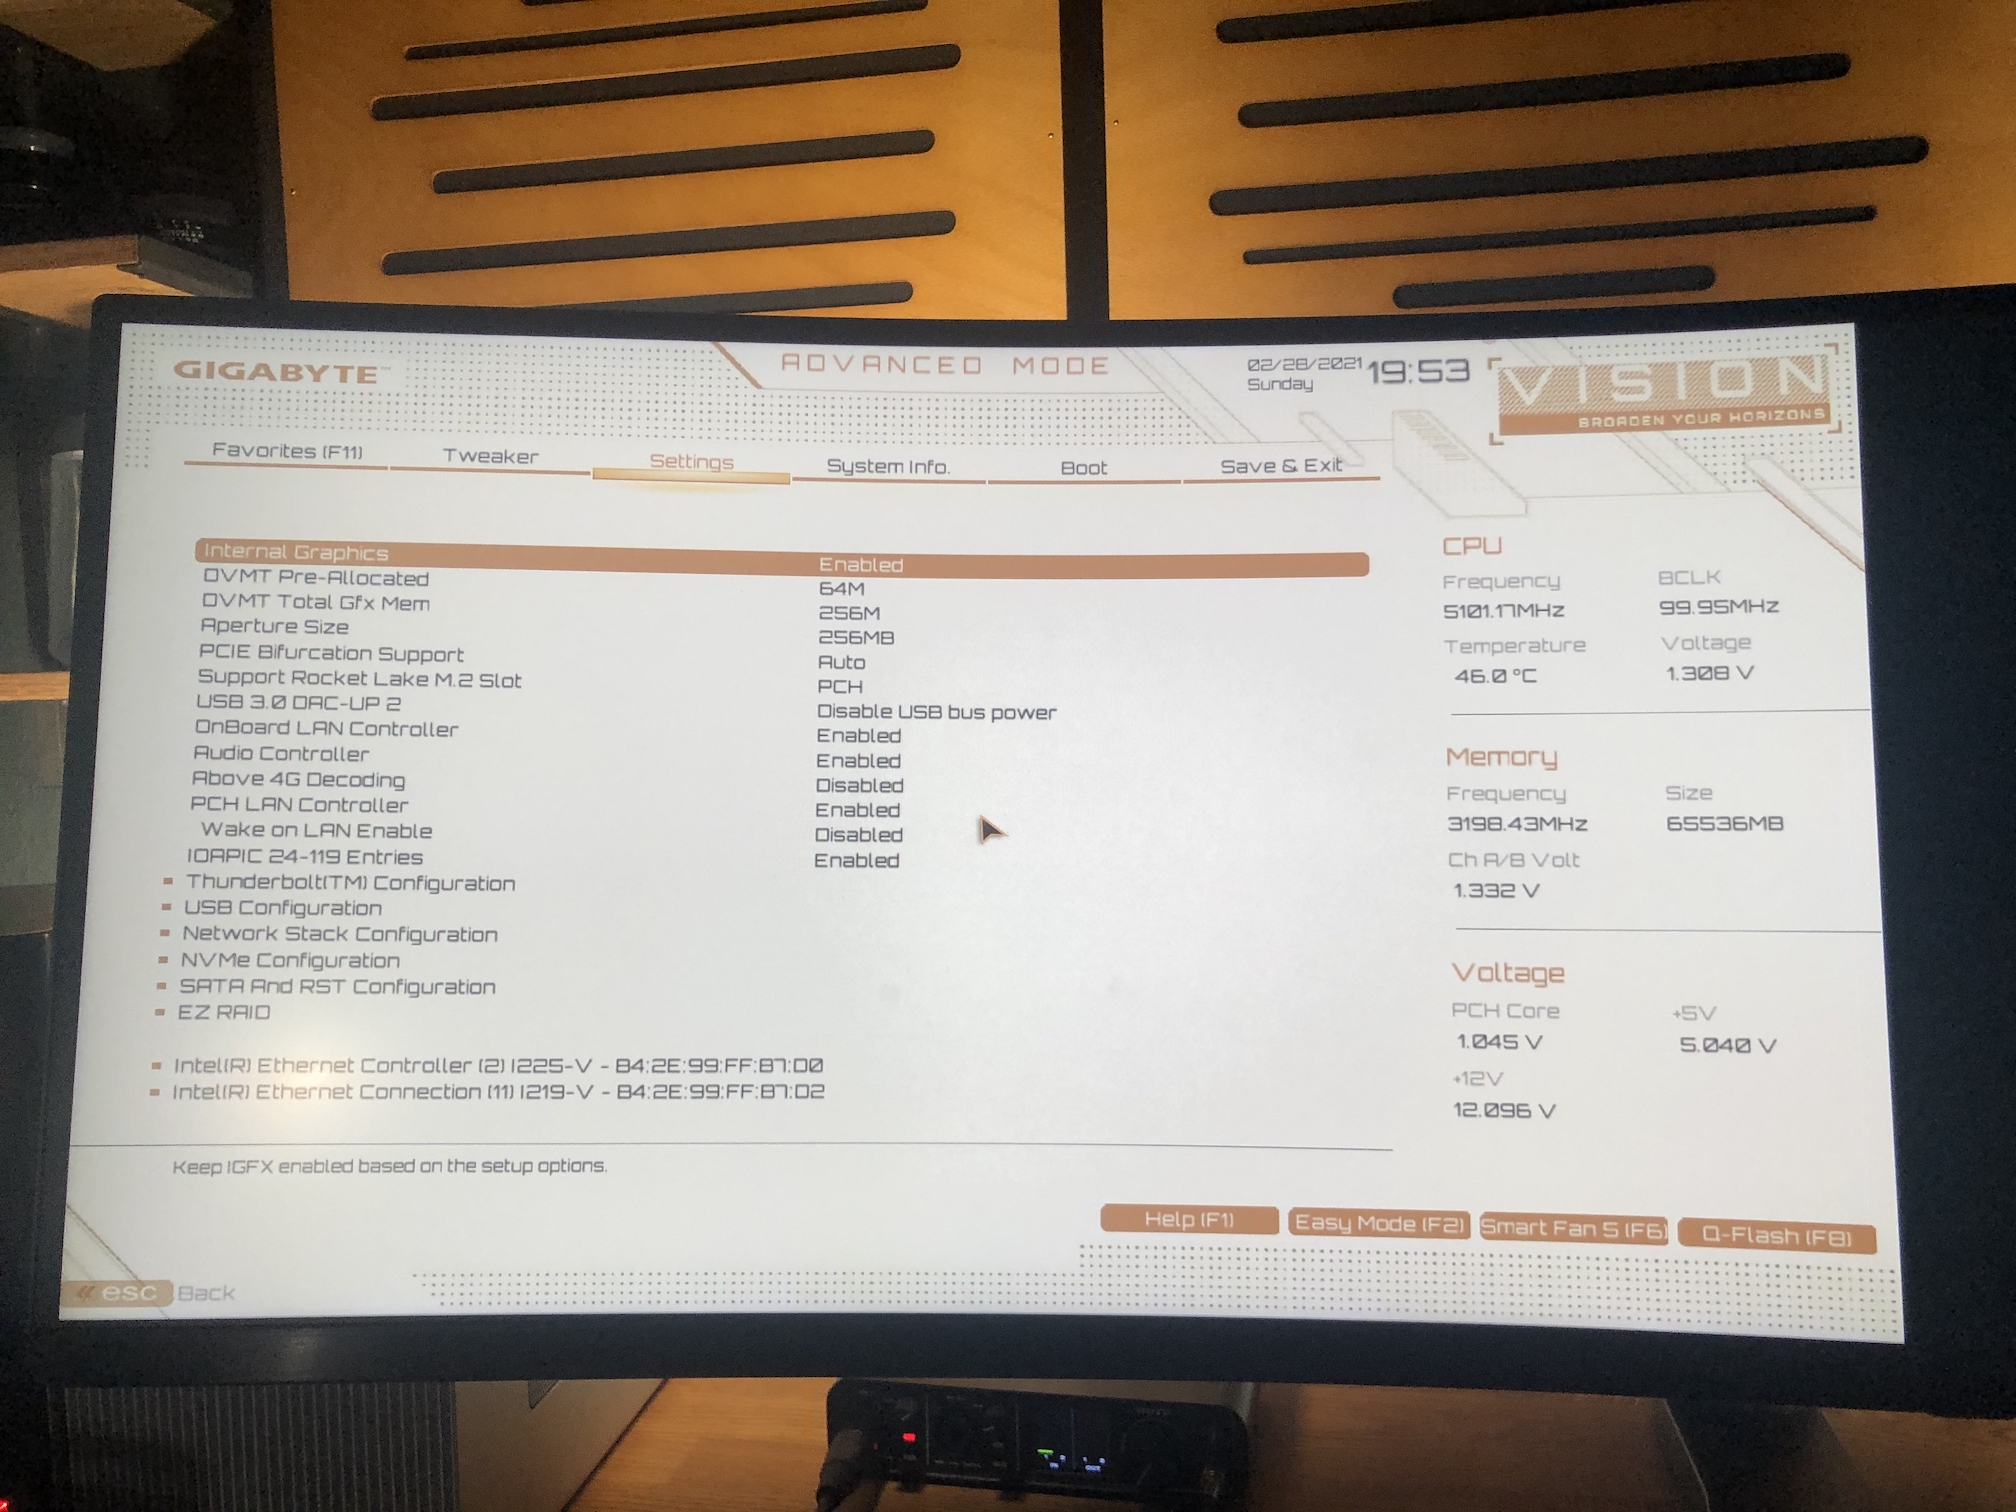 GIGABYTE
ADVANCED MODE
02/28/2021
Sunday
19:53
VISION
BROADEN YOUR HORIZONS
Favorites (F11)
Tweaker
Settings
System Info.
Boot
Save & Exit
Internal Graphics Enabled
DVMT Pre-Allocated 64M
DVMT Total Gfx Mem 256M
Aperture Size 256MB
PCIE Bifurcation Support Auto
Support Rocket Lake M.2 Slot PCH
USB 3.0 DAC-UP 2 Disable USB bus power
OnBoard LAN Controller Enabled
Audio Controller Enabled
Above 4G Decoding Disabled
PCH LAN Controller Enabled
Wake on LAN Enable Disabled
IOAPIC 24-119 Entries Enabled
Thunderbolt(TM) Configuration
USB Configuration
Network Stack Configuration
NVMe Configuration
SATA And RST Configuration
EZ RAID
Intel(R) Ethernet Controller (2) I225-V - B4:2E:99:FF:B7:D0
Intel(R) Ethernet Connection (11) I219-V - B4:2E:99:FF:B7:D2
Keep IGFX enabled based on the setup options.
CPU
Frequency BCLK
5101.17MHz 99.95MHz
Temperature Voltage
46.0 °C 1.308 V
Memory
Frequency Size
3198.43MHz 65536MB
Ch A/B Volt
1.332 V
Voltage
PCH Core +5V
1.045 V 5.040 V
+12V
12.096 V
Help (F1)
Easy Mode (F2)
Smart Fan 5 (F6)
Q-Flash (F8)
esc Back